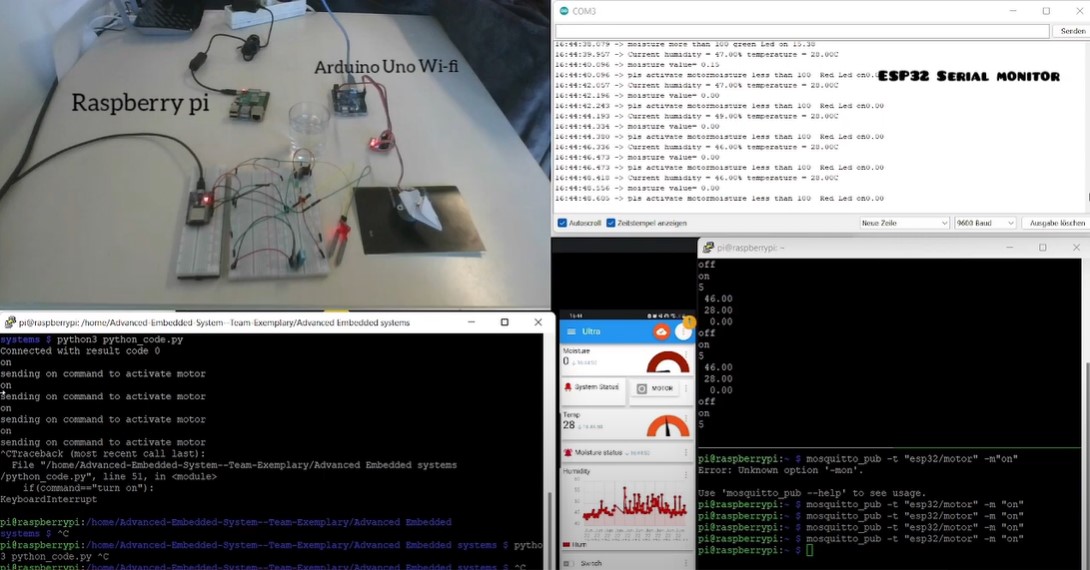 Raspberry pi
Arduino Uno Wi-fi
COM3
Senden
16:44:38.079 -> moisture more than 100 green Led on 15.38
16:44:39.957 -> Current humidity = 47.00% temperature = 28.00C
16:44:40.096 -> moisture value= 0.15
16:44:40.096 -> pls activate motormoisture less than 100  Red Led on0.
ESP32 Serial monitor
16:44:42.057 -> Current humidity = 47.00% temperature = 28.00C
16:44:42.196 -> moisture value= 0.00
16:44:42.243 -> pls activate motormoisture less than 100  Red Led on0.00
16:44:44.193 -> Current humidity = 49.00% temperature = 28.00C
16:44:44.334 -> moisture value= 0.00
16:44:44.380 -> pls activate motormoisture less than 100  Red Led on0.00
16:44:46.336 -> Current humidity = 46.00% temperature = 28.00C
16:44:46.473 -> moisture value= 0.00
16:44:46.473 -> pls activate motormoisture less than 100  Red Led on0.00
16:44:48.418 -> Current humidity = 46.00% temperature = 28.00C
16:44:48.556 -> moisture value= 0.00
16:44:48.605 -> pls activate motormoisture less than 100  Red Led on0.00
Autoscroll Zeitstempel anzeigen Neue Zeile 9600 Baud Ausgabe löschen
pi@raspberrypi: /home/Advanced-Embedded-System--Team-Exemplary/Advanced Embedded systems
systems $ python3 python_code.py
Connected with result code 0
on
sending on command to activate motor
on
sending on command to activate motor
on
sending on command to activate motor
on
sending on command to activate motor
^CTraceback (most recent call last):
File "/home/Advanced-Embedded-System--Team-Exemplary/Advanced Embedded systems
/python_code.py", line 51, in <module>
if(command=="turn on"):
KeyboardInterrupt
pi@raspberrypi:/home/Advanced-Embedded-System--Team-Exemplary/Advanced Embedded
systems $ ^C
pi@raspberrypi:/home/Advanced-Embedded-System--Team-Exemplary/Advanced Embedded systems $ pytho
3 python_code.py ^C
pi@raspberrypi:/home/Advanced-Embedded-System--Team-Exemplary/Advanced Embedded systems $ ^C
Ultra
Moisture
0
System Status
MOTOR
Temp
28
Moisture status
Humidity
Hum
Switch
pi@raspberrypi: ~
off
on
5
46.00
28.00
0.00
off
on
5
46.00
28.00
0.00
off
on
5
pi@raspberrypi:~ $ mosquitto_pub -t "esp32/motor" -m"on"
Error: Unknown option '-mon'.
Use 'mosquitto_pub --help' to see usage.
pi@raspberrypi:~ $ mosquitto_pub -t "esp32/motor" -m "on"
pi@raspberrypi:~ $ mosquitto_pub -t "esp32/motor" -m "on"
pi@raspberrypi:~ $ mosquitto_pub -t "esp32/motor" -m "on"
pi@raspberrypi:~ $ mosquitto_pub -t "esp32/motor" -m "on"
pi@raspberrypi:~ $